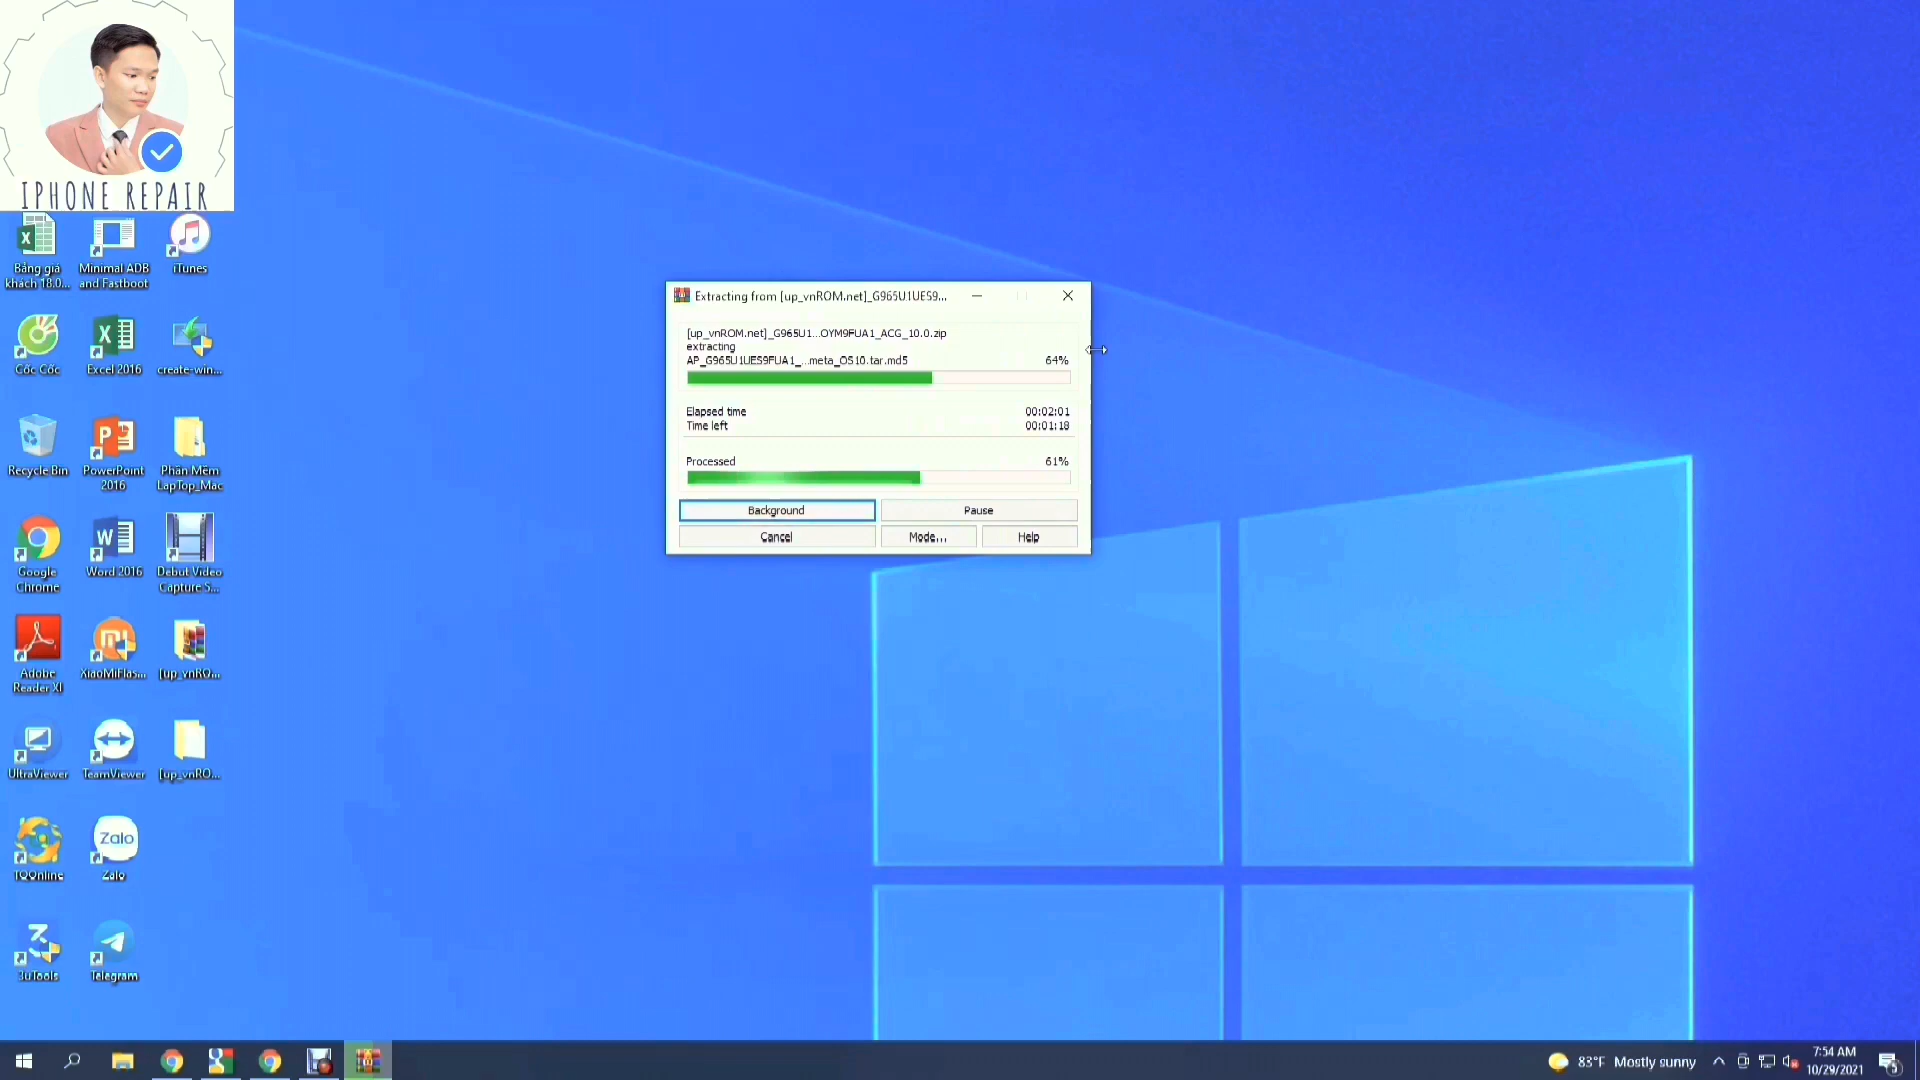 IPHONE REPAIR
Bảng giá
khách 18.0...
Minimal ADB
and Fastboot
iTunes
Cốc Cốc
Excel 2016
create-win...
Recycle Bin
PowerPoint
2016
Phần Mềm
LapTop_Mac
Google
Chrome
Word 2016
Debut Video
Capture S...
Adobe
Reader XI
XiaoMiFlas...
[up_vnRO...
UltraViewer
TeamViewer
[up_vnRO...
TQOnline
Zalo
Zalo
3uTools
Telegram
Extracting from [up_vnROM.net]_G965U1UES9...
[up_vnROM.net]_G965U1...OYM9FUA1_ACG_10.0.zip
extracting
AP_G965U1UES9FUA1_...meta_OS10.tar.md5 64%
Elapsed time 00:02:01
Time left 00:01:18
Processed 61%
Background Pause
Cancel Mode... Help
83°F Mostly sunny
7:54 AM
10/29/2021
5